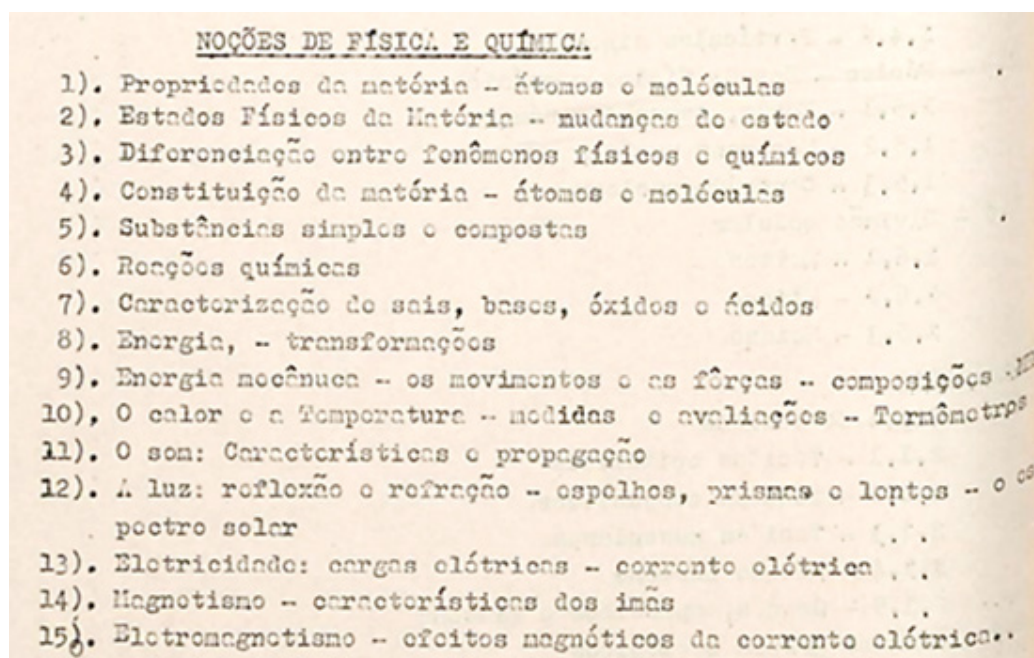 NOÇÕES DE FÍSICA E QUÍMICA
1). Propriedades da matéria - átomos e moléculas
2). Estados Físicos da Matéria - mudanças de estado
3). Diferenciação entre fenômenos físicos e químicos
4). Constituição da matéria - átomos e moléculas
5). Substâncias simples e compostas
6). Reações químicas
7). Caracterização de sais, bases, óxidos e ácidos
8). Energia, - transformações
9). Energia mecânuca - os movimentos e as fôrças - composições
10), O calor e a Temperatura - medidas e avaliações - Termômetrps
11). O som: Características e propagação
12). A luz: reflexão e refração - espelhos, prismas e lentes - o es
pectro solar
13). Eletricidade: cargas elétricas - corrente elétrica
14). Magnetismo - características dos imãs
15). Eletromagnetismo - efeitos magnéticos da corrente elétrica..